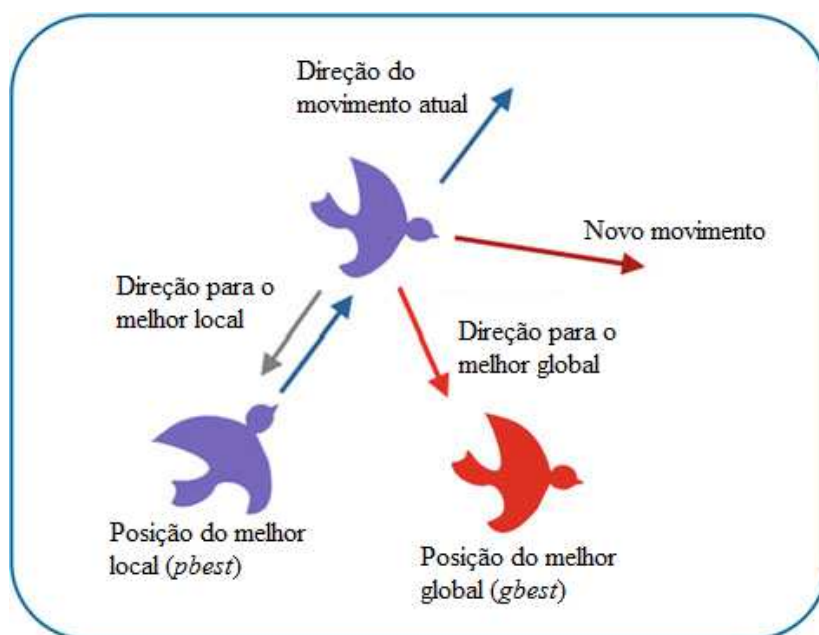 Direção do
movimento atual
Novo movimento
Direção para o
melhor local
Direção para o
melhor global
Posição do melhor
local (pbest)
Posição do melhor
global (gbest)